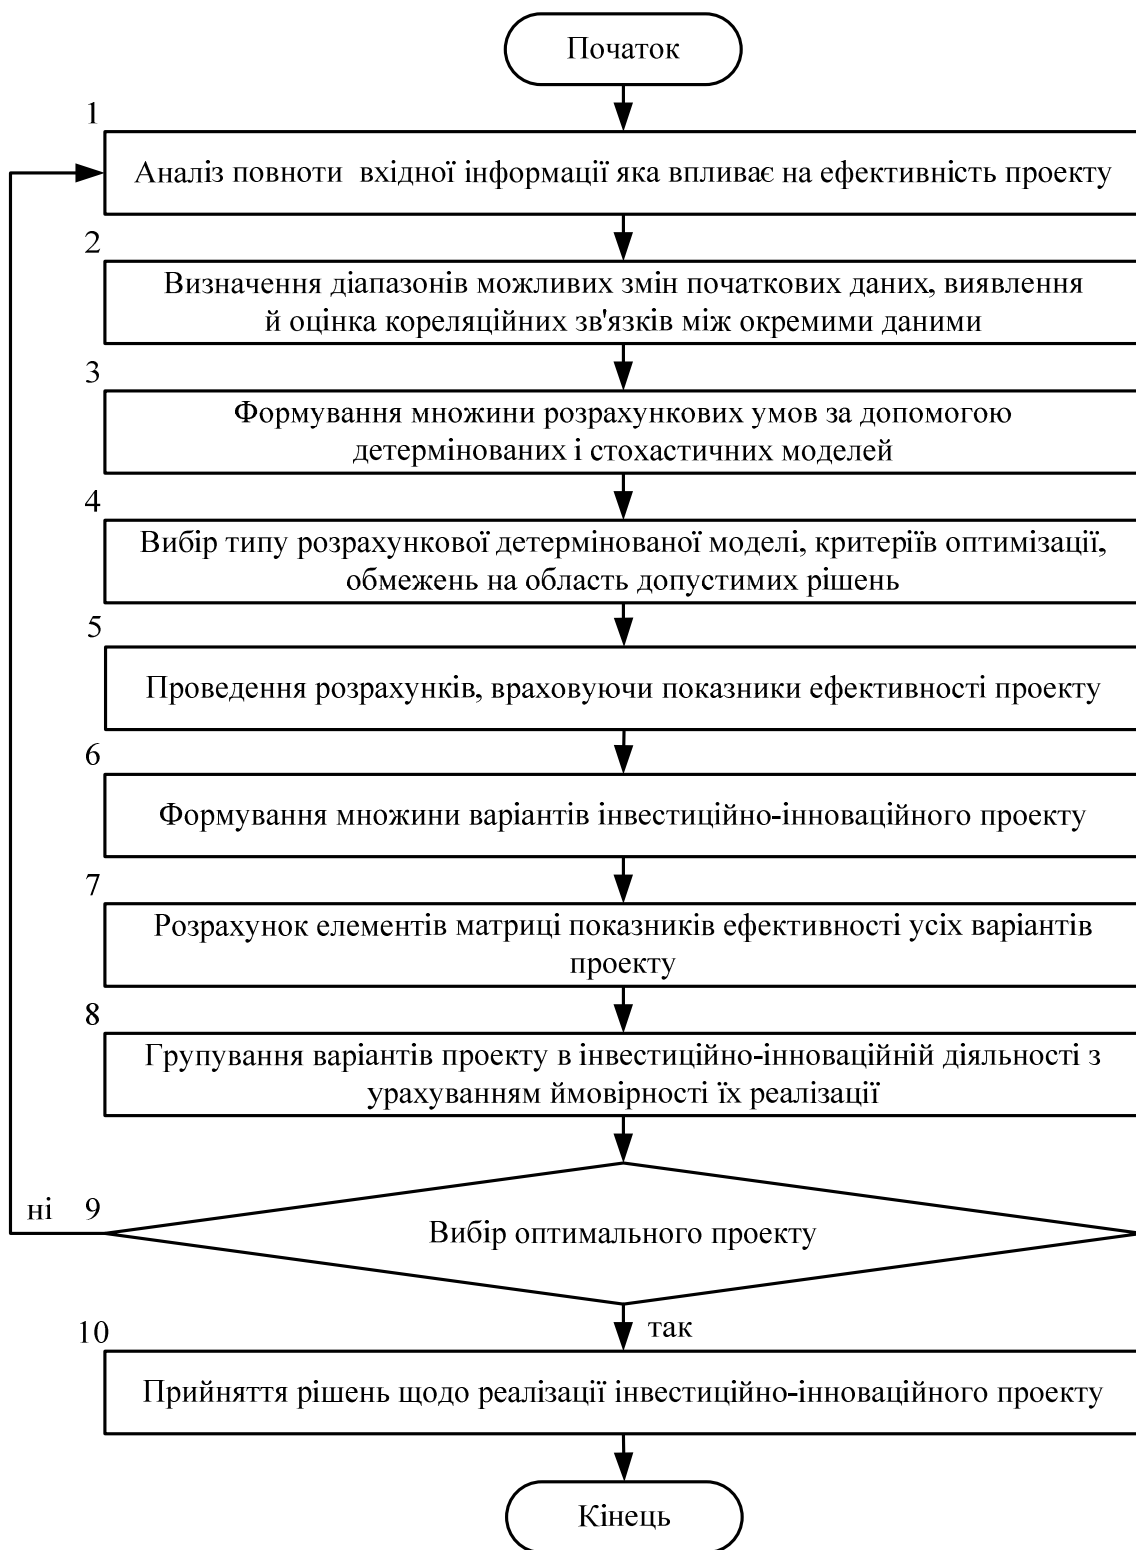 Початок
1
Аналіз повноти вхідної інформації яка впливає на ефективність проекту
2
Визначення діапазонів можливих змін початкових даних, виявлення
й оцінка кореляційних зв'язків між окремими даними
3
Формування множини розрахункових умов за допомогою
детермінованих і стохастичних моделей
4
Вибір типу розрахункової детермінованої моделі, критеріїв оптимізації,
обмежень на область допустимих рішень
5
Проведення розрахунків, враховуючи показники ефективності проекту
6
Формування множини варіантів інвестиційно-інноваційного проекту
7
Розрахунок елементів матриці показників ефективності усіх варіантів
проекту
8
Групування варіантів проекту в інвестиційно-інноваційній діяльності з
урахуванням ймовірності їх реалізації
ні 9
Вибір оптимального проекту
так
10
Прийняття рішень щодо реалізації інвестиційно-інноваційного проекту
Кінець